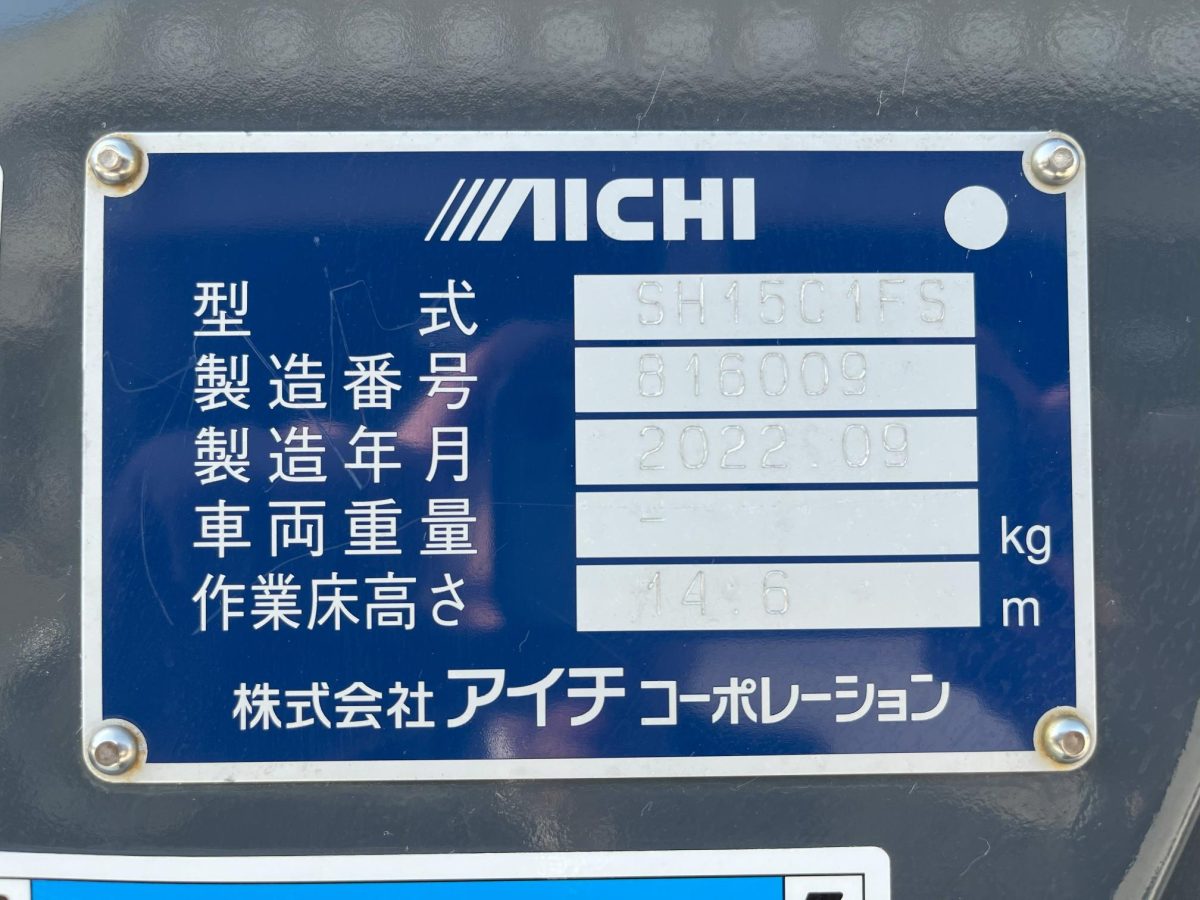 AICHI
型式 SH15C1FS
製造番号 816009
製造年月 2022.09
車両重量 - kg
作業床高さ 14.6 m
株式会社アイチコーポレーション